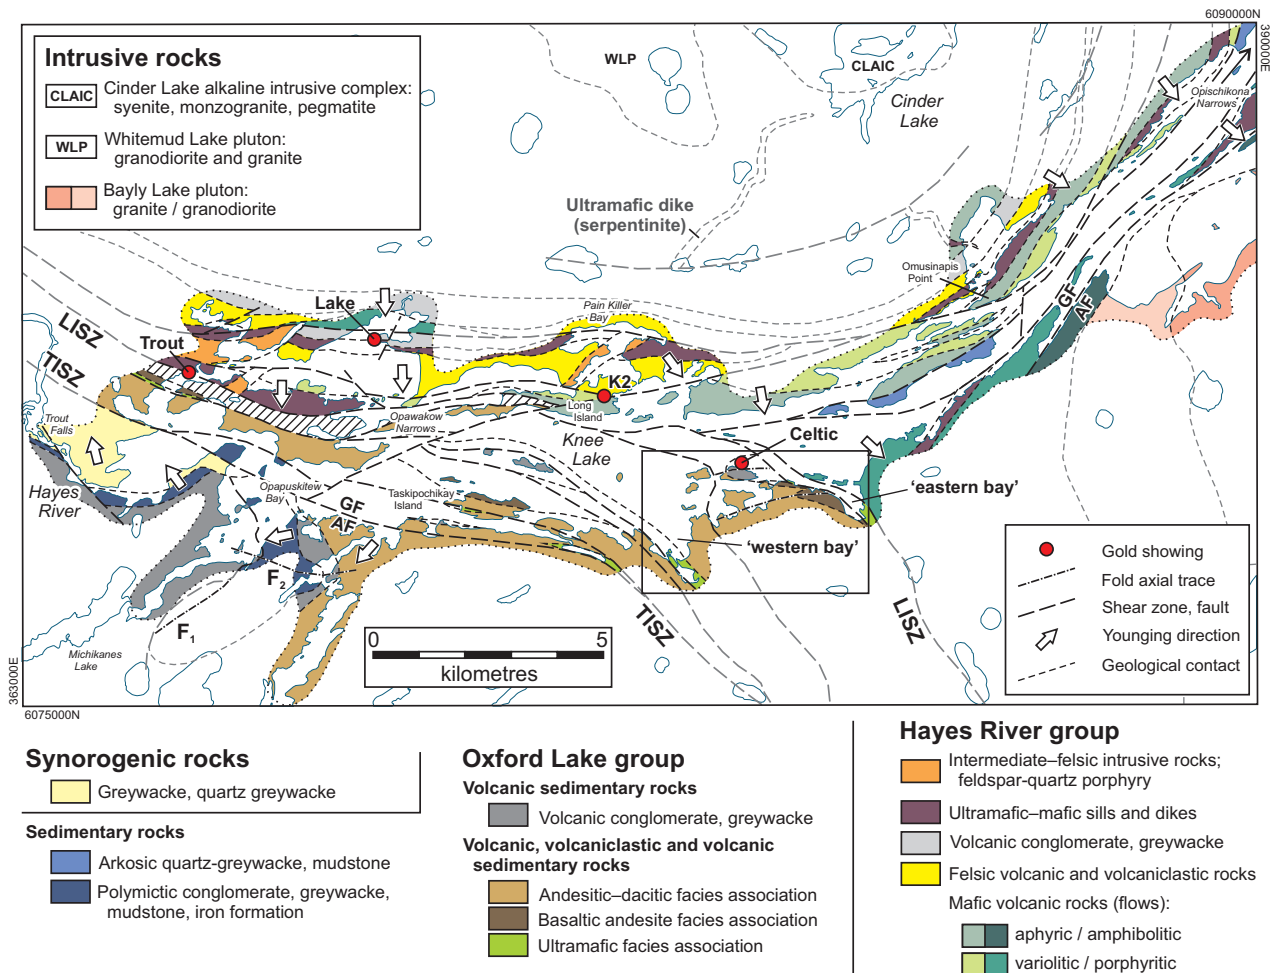 6090000N
390000E
Intrusive rocks
CLAIC
Cinder Lake alkaline intrusive complex:
syenite, monzogranite, pegmatite
WLP
Whitemud Lake pluton:
granodiorite and granite
Bayly Lake pluton:
granite / granodiorite
WLP
CLAIC
Cinder
Lake
Opischikona
Narrows
Ultramafic dike
(serpentinite)
Omusinapis
Point
GF
AF
LISZ
TISZ
Lake
Trout
Pain Killer
Bay
K2
Long
Island
Opawakow
Narrows
Trout
Falls
Knee
Lake
Celtic
Hayes
River
Opapuskitew
Bay
Taskipochikay
Island
GF
AF
'eastern bay'
'western bay'
F2
F1
TISZ
LISZ
Michikanes
Lake
0 5
kilometres
Gold showing
Fold axial trace
Shear zone, fault
Younging direction
Geological contact
363000E
6075000N
Synorogenic rocks
Greywacke, quartz greywacke
Sedimentary rocks
Arkosic quartz-greywacke, mudstone
Polymictic conglomerate, greywacke,
mudstone, iron formation
Oxford Lake group
Volcanic sedimentary rocks
Volcanic conglomerate, greywacke
Volcanic, volcaniclastic and volcanic
sedimentary rocks
Andesitic–dacitic facies association
Basaltic andesite facies association
Ultramafic facies association
Hayes River group
Intermediate–felsic intrusive rocks;
feldspar-quartz porphyry
Ultramafic–mafic sills and dikes
Volcanic conglomerate, greywacke
Felsic volcanic and volcaniclastic rocks
Mafic volcanic rocks (flows):
aphyric / amphibolitic
variolitic / porphyritic